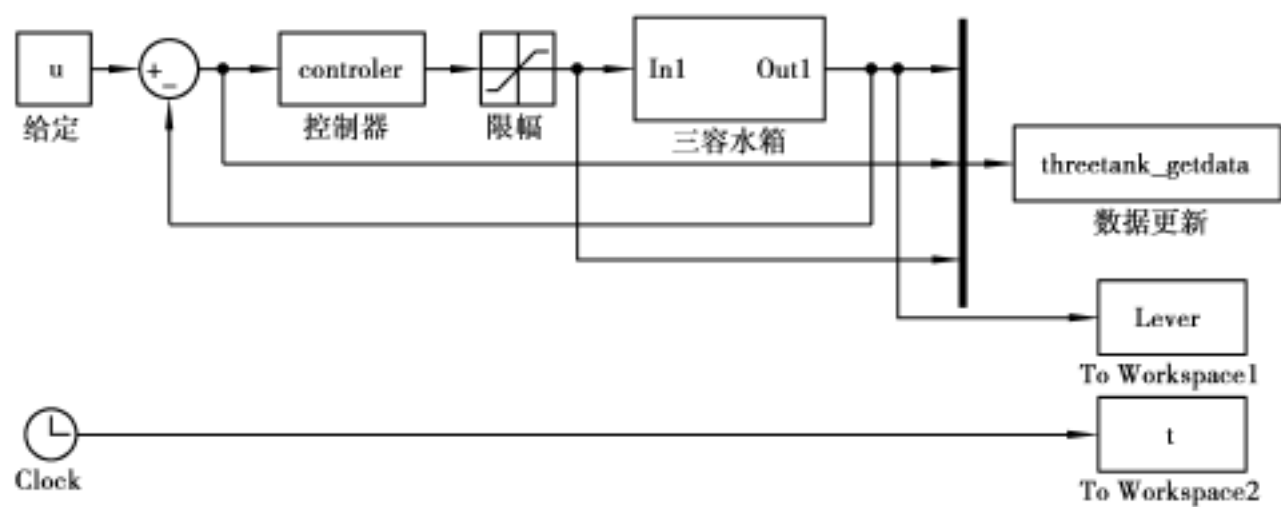 u
+
−
controler
In1
Out1
给定
控制器
限幅
三容水箱
threetank_getdata
数据更新
Lever
To Workspace1
Clock
t
To Workspace2